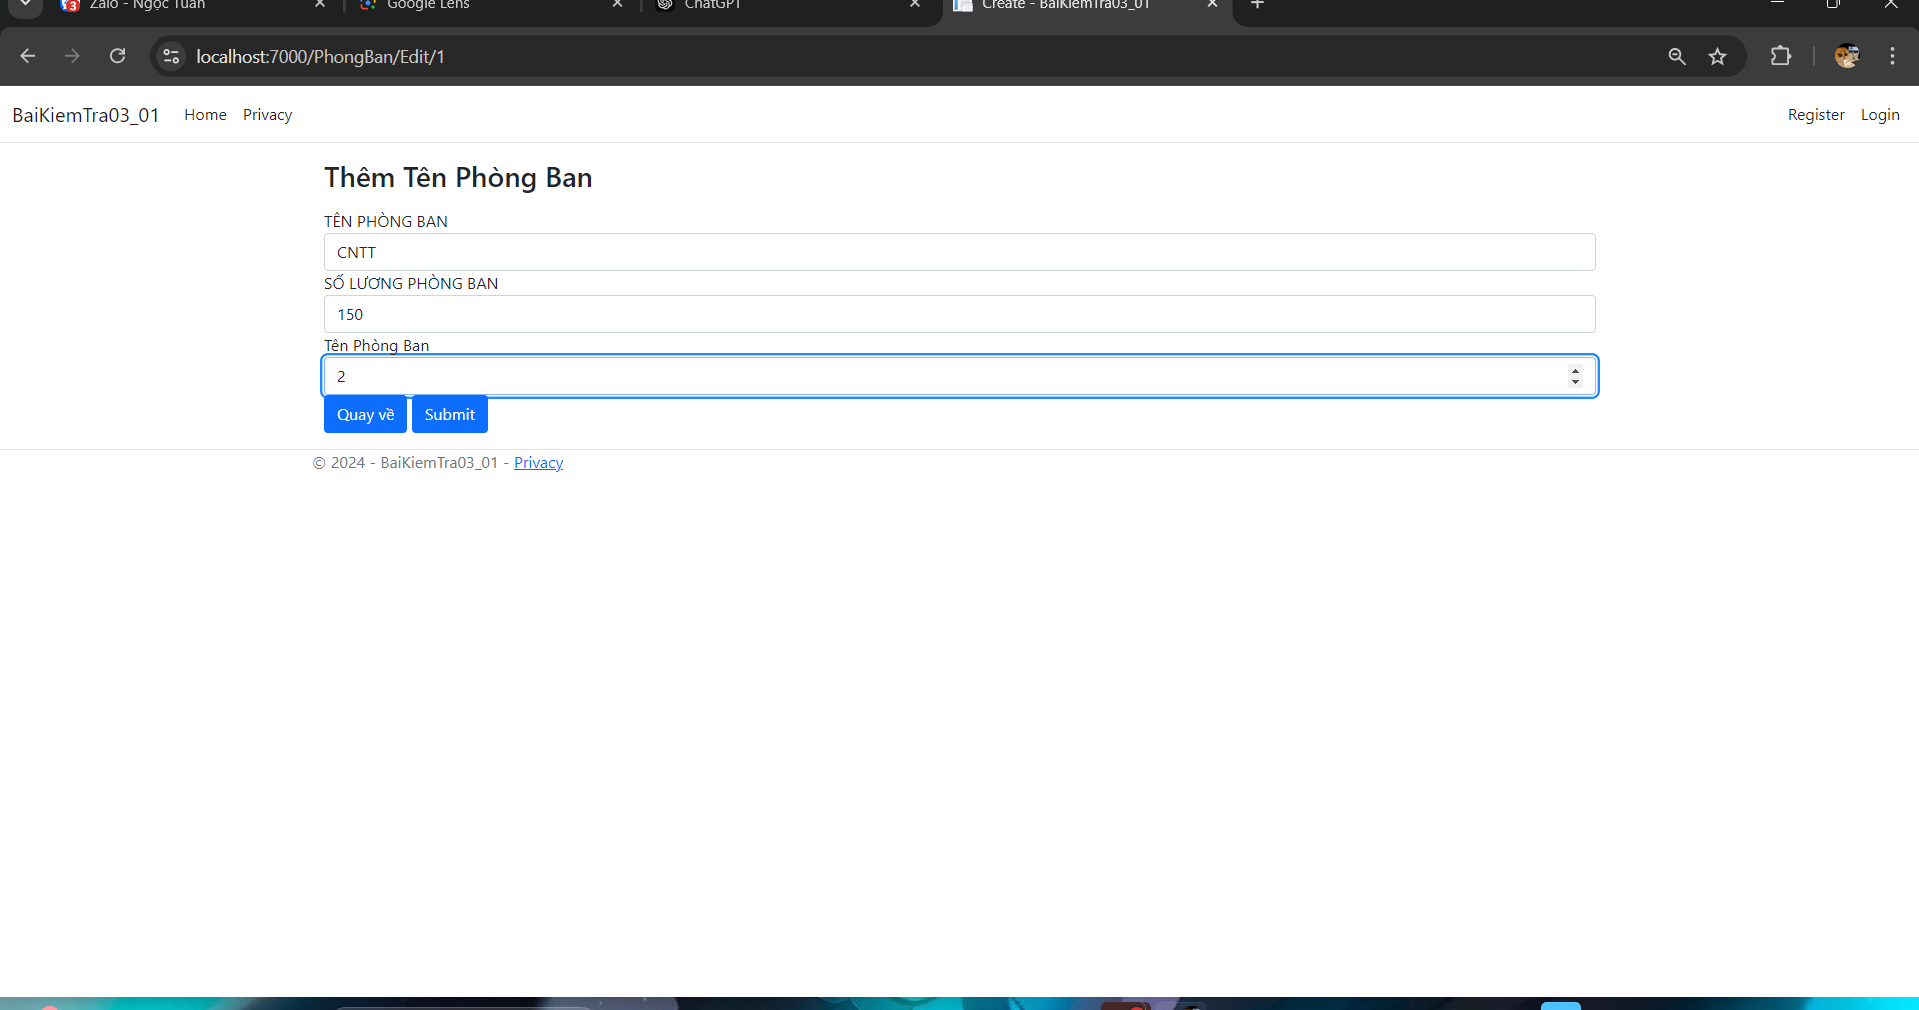 Zalo - Ngọc Tuấn
Google Lens
ChatGPT
Create - BaiKiemTra03_01
localhost:7000/PhongBan/Edit/1
BaiKiemTra03_01 Home Privacy Register Login
Thêm Tên Phòng Ban
TÊN PHÒNG BAN
CNTT
SỐ LƯƠNG PHÒNG BAN
150
Tên Phòng Ban
2
Quay về Submit
© 2024 - BaiKiemTra03_01 - Privacy